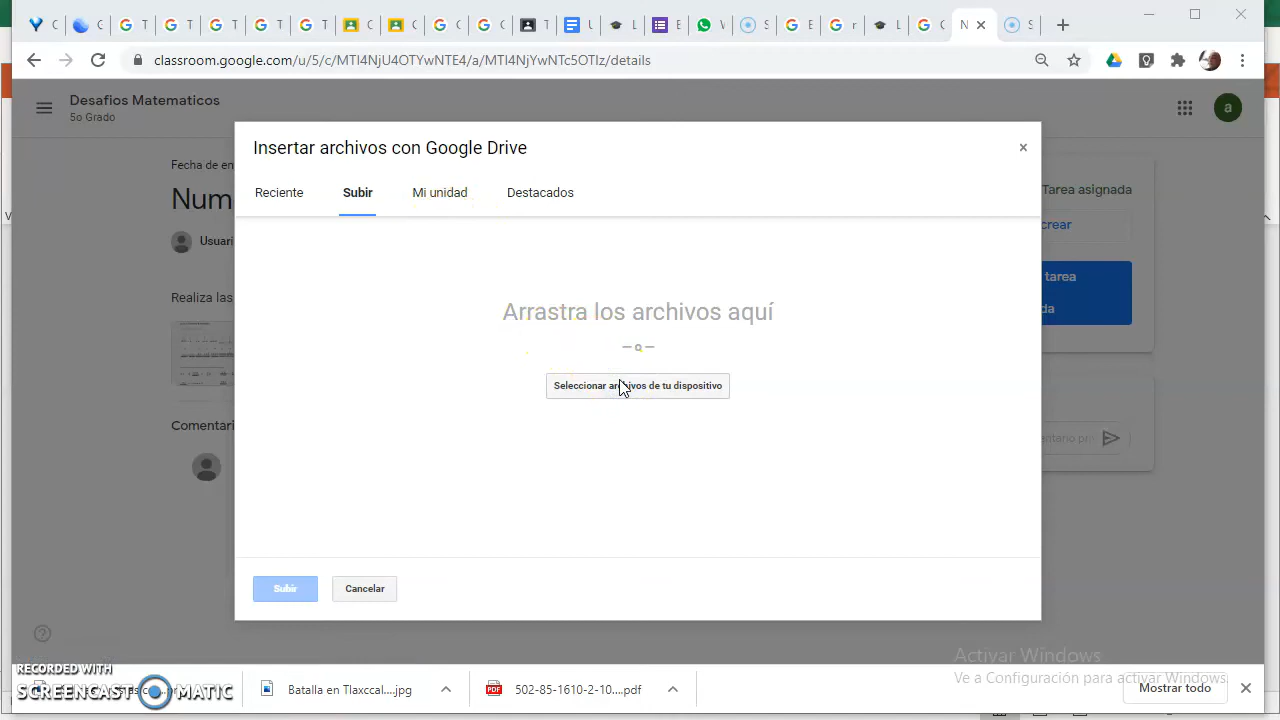 classroom.google.com/u/5/c/MTI4NjU4OTYwNTE4/a/MTI4NjYwNTc5OTIz/details
Desafios Matematicos
5o Grado
a
Fecha de en
Num
Usuari
Realiza las
Comentari
Insertar archivos con Google Drive
×
Reciente
Subir
Mi unidad
Destacados
Arrastra los archivos aquí
— o —
Seleccionar archivos de tu dispositivo
Subir
Cancelar
Tarea asignada
crear
tarea
da
entario pri
Activar Windows
Ve a Configuración para activar Windows.
RECORDED WITH
SCREENCAST MATIC
Batalla en Tlaxccal....jpg
PDF
502-85-1610-2-10....pdf
Mostrar todo